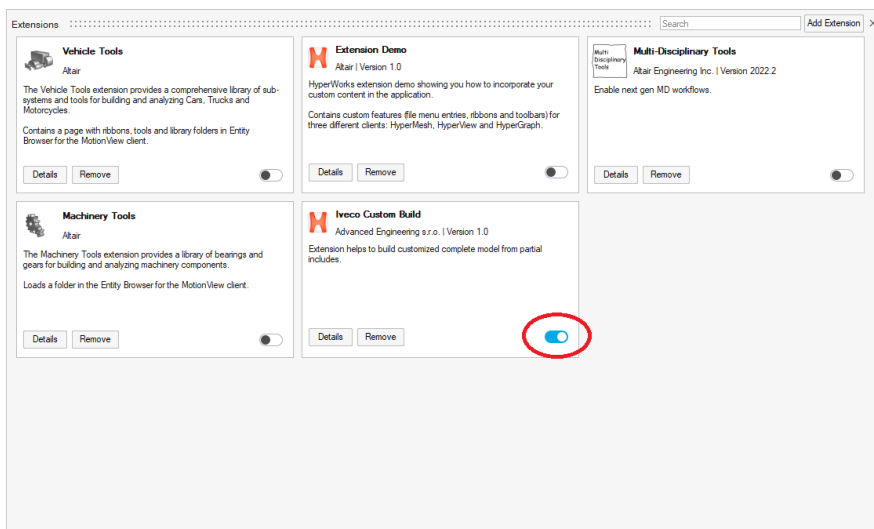 Extensions
Search
Add Extension
Vehicle Tools
Altair
The Vehicle Tools extension provides a comprehensive library of sub-
systems and tools for building and analyzing Cars, Trucks and
Motorcycles.
Contains a page with ribbons, tools and library folders in Entity
Browser for the MotionView client.
Details
Remove
Extension Demo
Altair | Version 1.0
HyperWorks extension demo showing you how to incorporate your
custom content in the application.
Contains custom features (file menu entries, ribbons and toolbars) for
three different clients: HyperMesh, HyperView and HyperGraph.
Details
Remove
Multi
Disciplinary
Tools
Multi-Disciplinary Tools
Altair Engineering Inc. | Version 2022.2
Enable next gen MD workflows.
Details
Remove
Machinery Tools
Altair
The Machinery Tools extension provides a library of bearings and
gears for building and analyzing machinery components.
Loads a folder in the Entity Browser for the MotionView client.
Details
Remove
Iveco Custom Build
Advanced Engineering s.r.o. | Version 1.0
Extension helps to build customized complete model from partial
includes.
Details
Remove